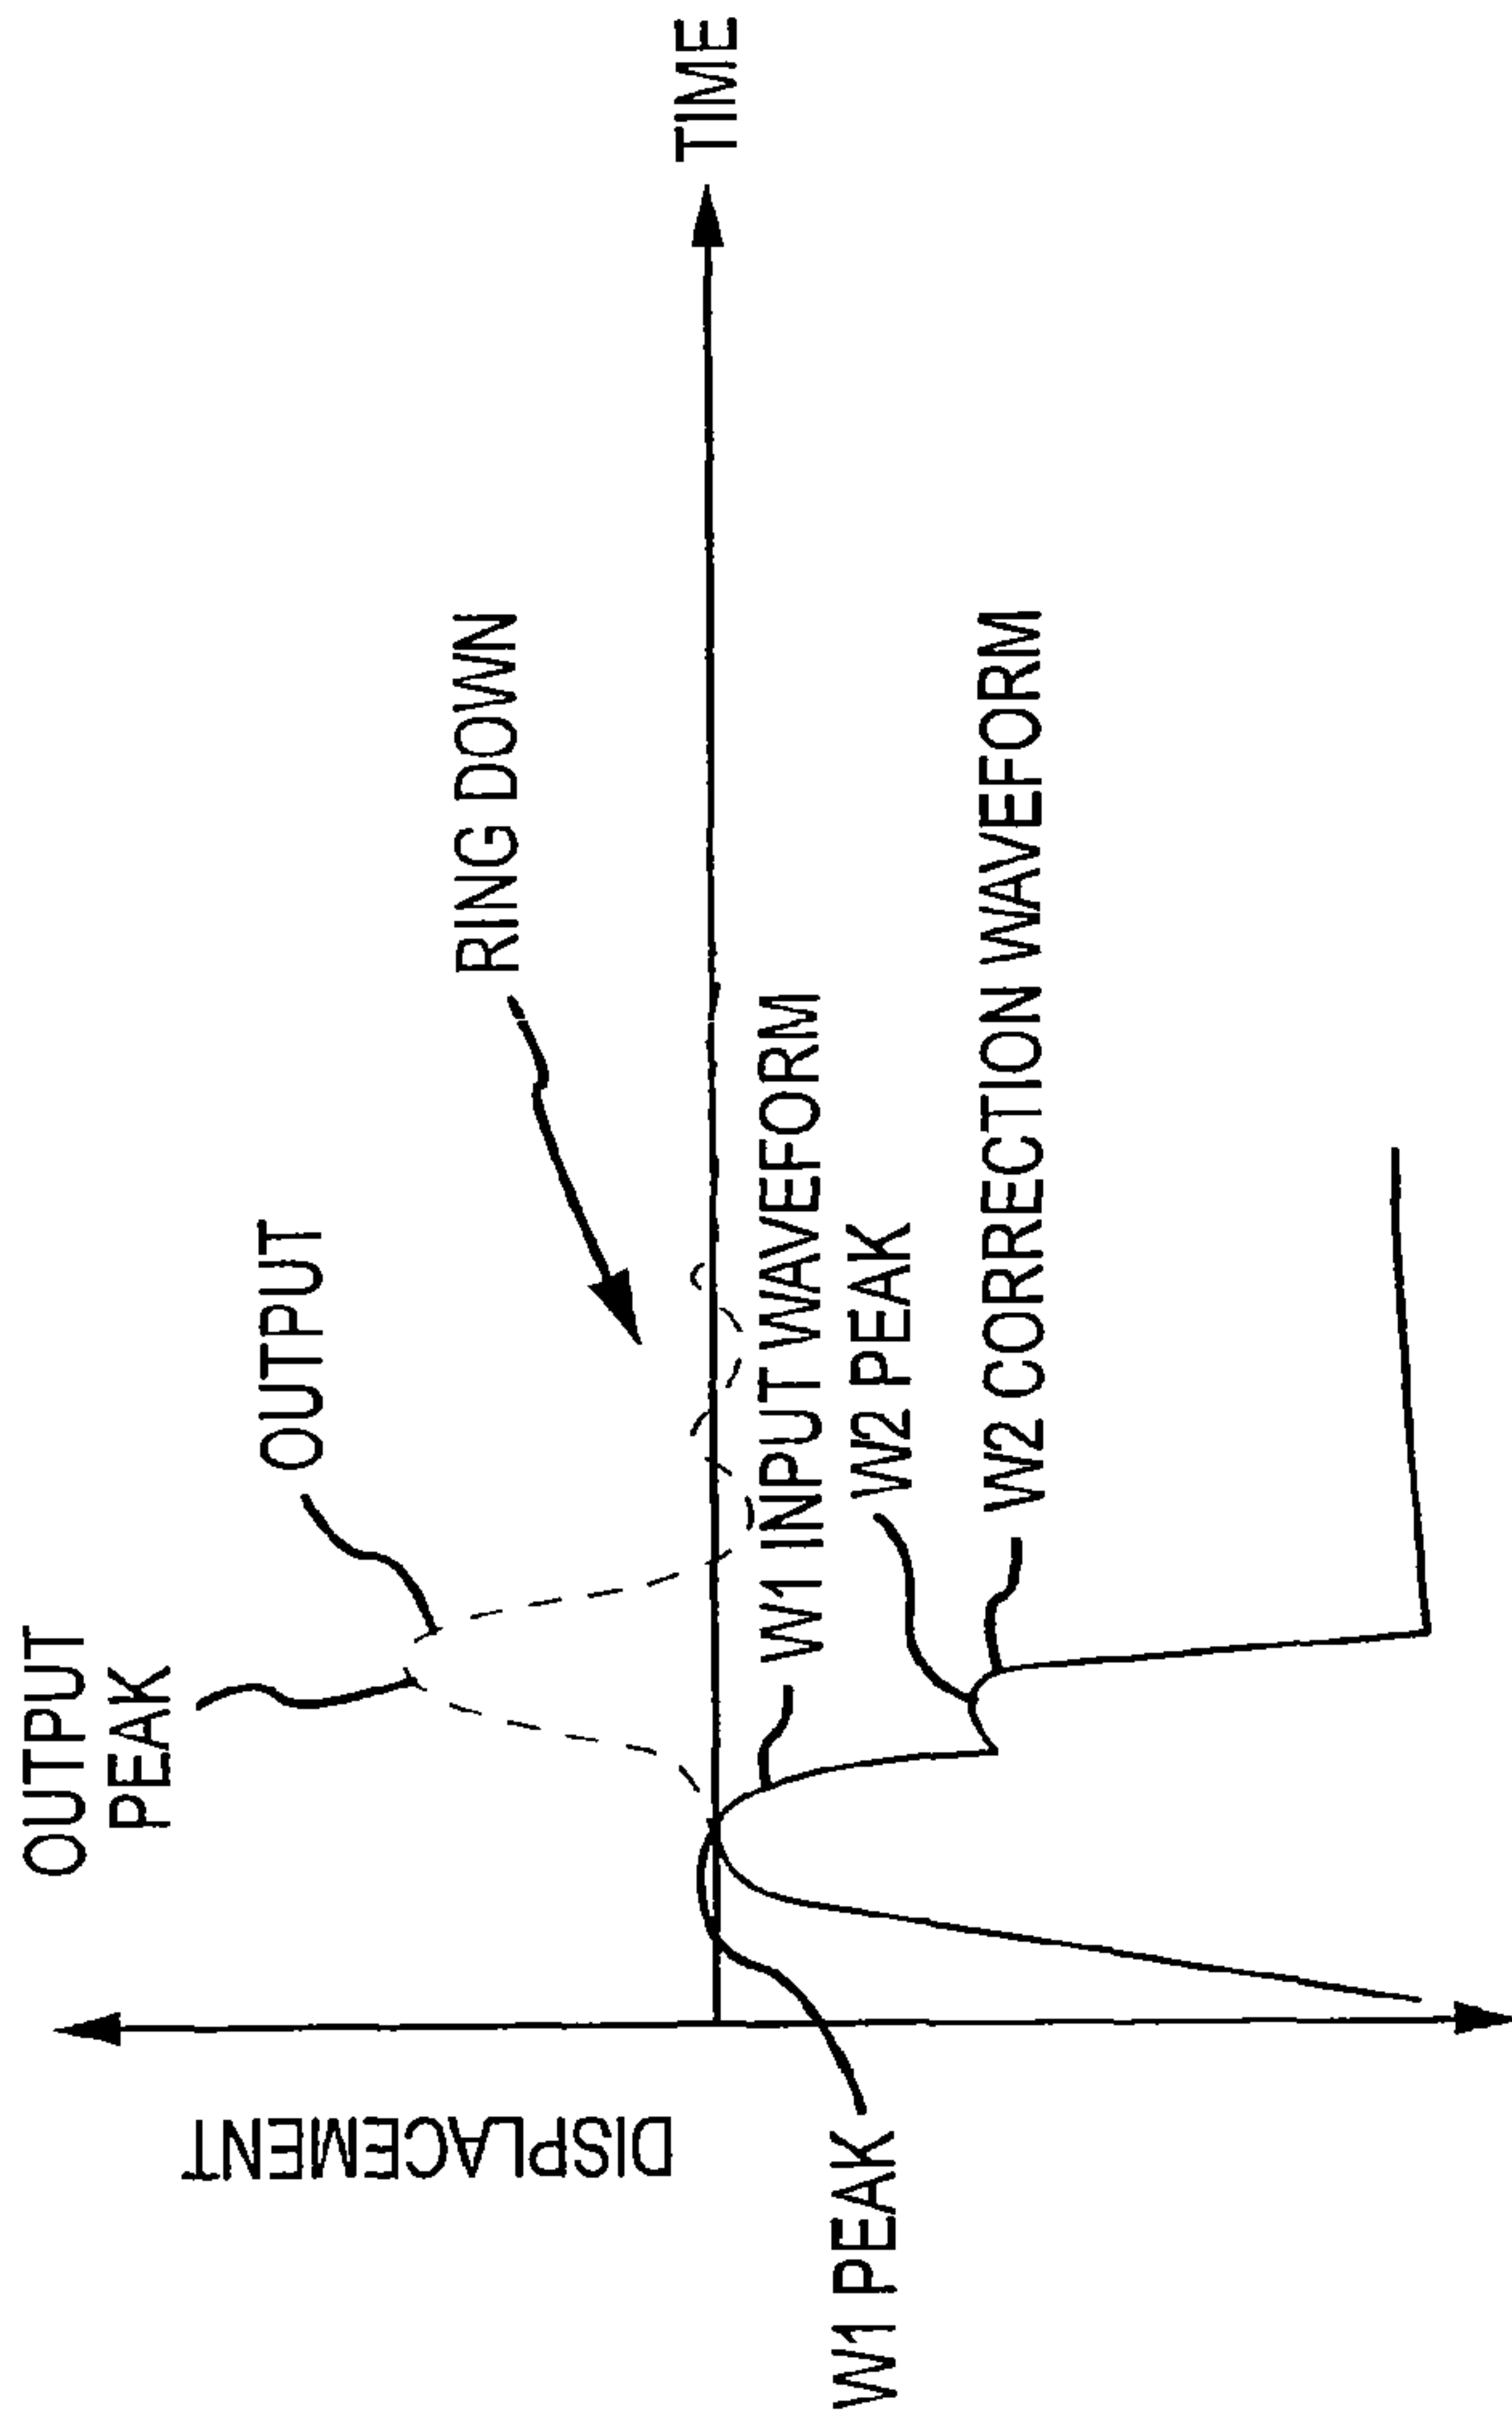 OUTPUT
PEAK
OUTPUT
RING DOWN
TIME
DISPLACEMENT
W1 INPUT WAVEFORM
W2 PEAK
W1 PEAK
W2 CORRECTION WAVEFORM